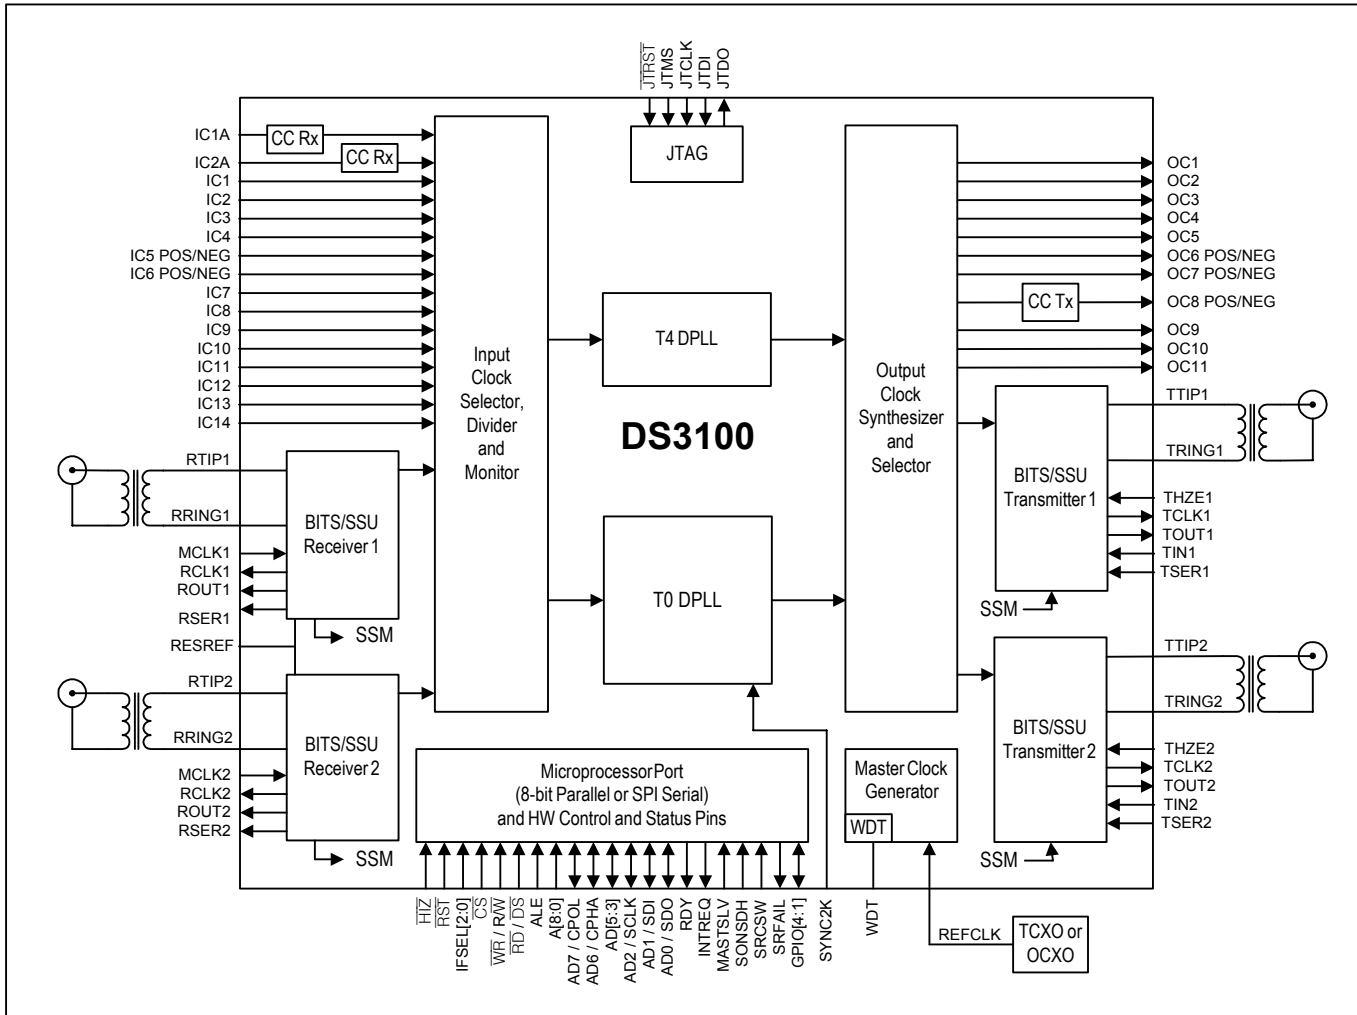 JTRST
JTMS
JTCLK
JTDI
JTDO
JTAG
IC1A
CC Rx
IC2A
CC Rx
IC1
IC2
IC3
IC4
IC5 POS/NEG
IC6 POS/NEG
IC7
IC8
IC9
IC10
IC11
IC12
IC13
IC14
Input
Clock
Selector,
Divider
and
Monitor
T4 DPLL
DS3100
T0 DPLL
Output
Clock
Synthesizer
and
Selector
OC1
OC2
OC3
OC4
OC5
OC6 POS/NEG
OC7 POS/NEG
CC Tx
OC8 POS/NEG
OC9
OC10
OC11
RTIP1
RRING1
BITS/SSU
Receiver 1
MCLK1
RCLK1
ROUT1
RSER1
SSM
RESREF
RTIP2
RRING2
BITS/SSU
Receiver 2
MCLK2
RCLK2
ROUT2
RSER2
SSM
TTIP1
TRING1
BITS/SSU
Transmitter 1
THZE1
TCLK1
TOUT1
TIN1
TSER1
SSM
TTIP2
TRING2
BITS/SSU
Transmitter 2
THZE2
TCLK2
TOUT2
TIN2
TSER2
SSM
Microprocessor Port
(8-bit Parallel or SPI Serial)
and HW Control and Status Pins
Master Clock
Generator
WDT
HIZ
RST
IFSEL[2:0]
CS
WR / R/W
RD / DS
ALE
A[8:0]
AD7 / CPOL
AD6 / CPHA
AD[5:3]
AD2 / SCLK
AD1 / SDI
AD0 / SDO
RDY
INTREQ
MASTSLV
SONSDH
SRCSW
SRFAIL
GPIO[4:1]
SYNC2K
WDT
REFCLK
TCXO or
OCXO